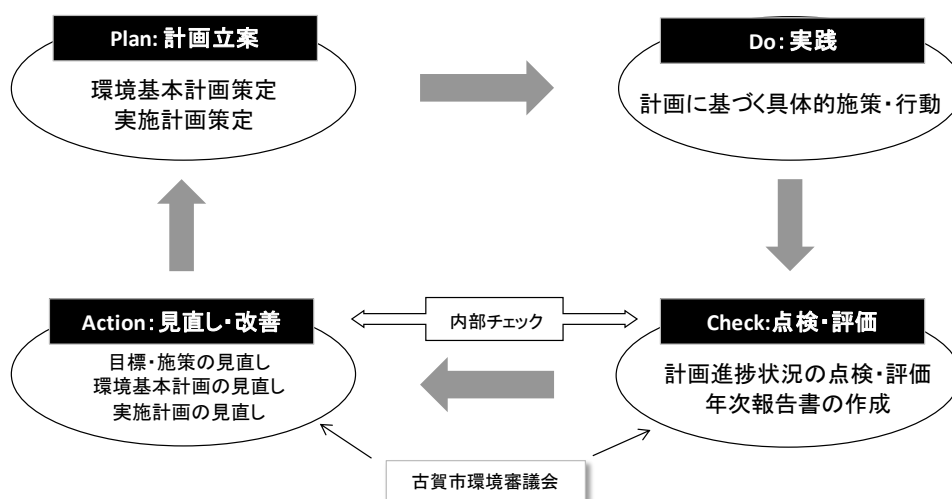 Plan: 計画立案
環境基本計画策定
実施計画策定
Do：実践
計画に基づく具体的施策・行動
Action：見直し・改善
目標・施策の見直し
環境基本計画の見直し
実施計画の見直し
内部チェック
Check:点検・評価
計画進捗状況の点検・評価
年次報告書の作成
古賀市環境審議会